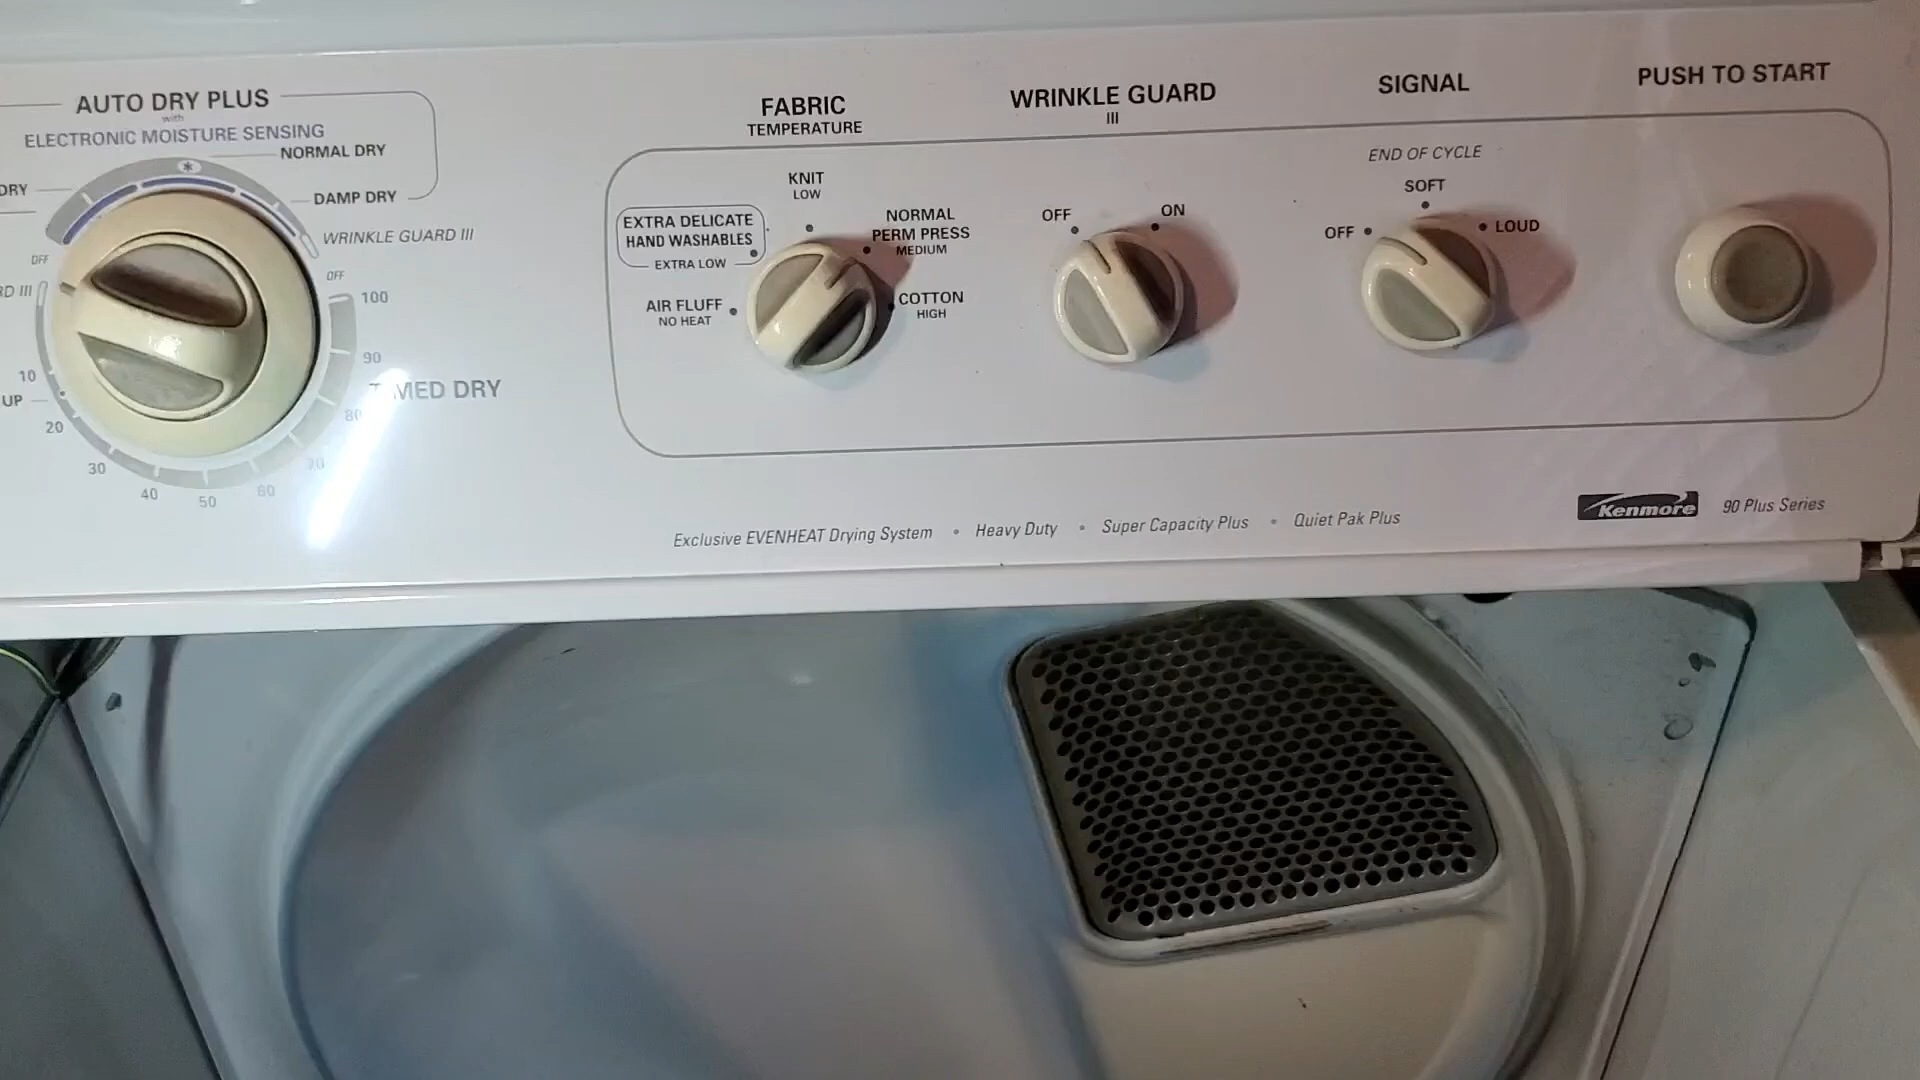 AUTO DRY PLUS
with
ELECTRONIC MOISTURE SENSING
NORMAL DRY
DRY
DAMP DRY
WRINKLE GUARD III
OFF
OFF
RD III
100
90
80
70
60
50
40
30
20
10
UP
TIMED DRY
FABRIC
TEMPERATURE
KNIT
LOW
EXTRA DELICATE
HAND WASHABLES
EXTRA LOW
NORMAL
PERM PRESS
MEDIUM
AIR FLUFF
NO HEAT
COTTON
HIGH
WRINKLE GUARD
III
OFF
ON
SIGNAL
END OF CYCLE
SOFT
OFF
LOUD
PUSH TO START
Exclusive EVENHEAT Drying System • Heavy Duty • Super Capacity Plus • Quiet Pak Plus
Kenmore 90 Plus Series